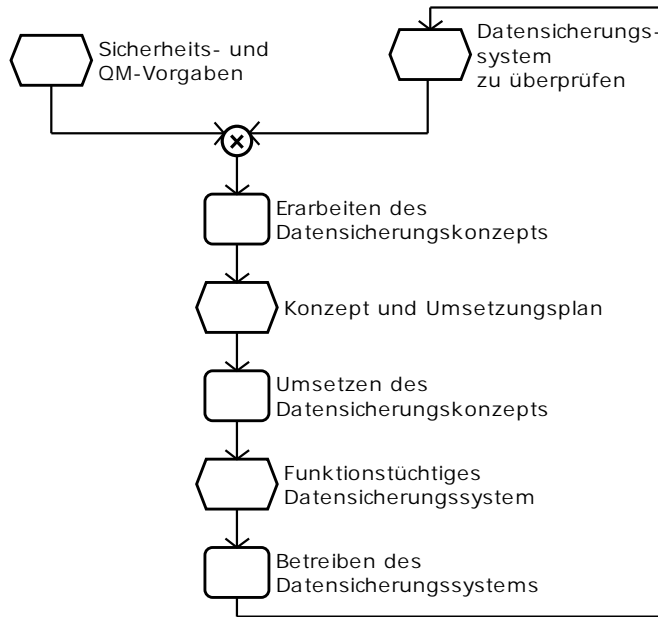 Sicherheits- und
QM-Vorgaben
Datensicherungs-
system
zu überprüfen
Erarbeiten des
Datensicherungskonzepts
Konzept und Umsetzungsplan
Umsetzen des
Datensicherungskonzepts
Funktionstüchtiges
Datensicherungssystem
Betreiben des
Datensicherungssystems